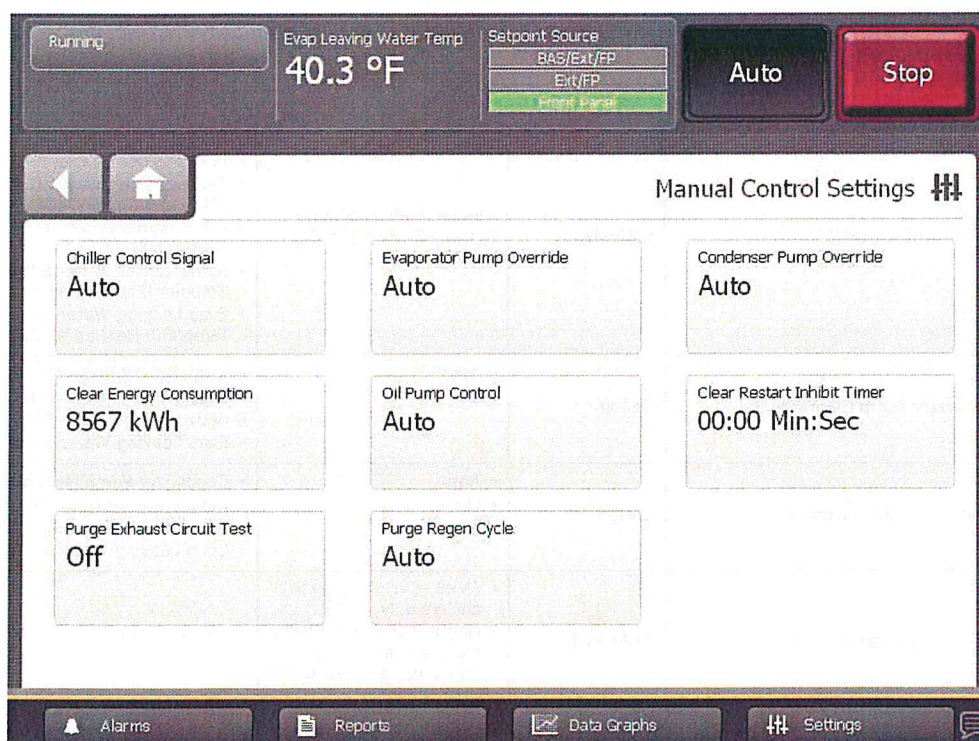 Running
Evap Leaving Water Temp
40.3 °F
Setpoint Source
BAS/Ext/FP
Ext/FP
Front Panel
Auto
Stop
Manual Control Settings
Chiller Control Signal
Auto
Evaporator Pump Override
Auto
Condenser Pump Override
Auto
Clear Energy Consumption
8567 kWh
Oil Pump Control
Auto
Clear Restart Inhibit Timer
00:00 Min:Sec
Purge Exhaust Circuit Test
Off
Purge Regen Cycle
Auto
Alarms
Reports
Data Graphs
Settings